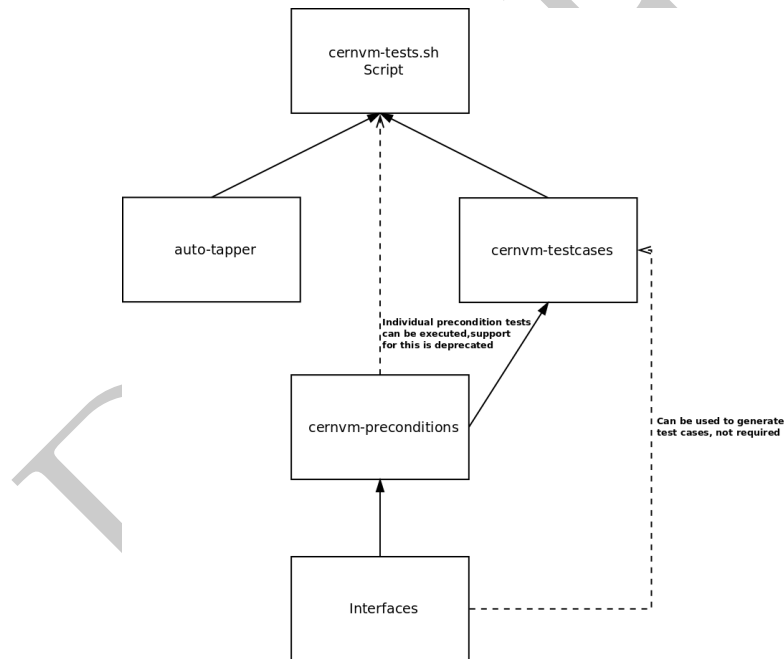 cernvm-tests.sh
Script
auto-tapper
cernvm-testcases
Individual precondition tests
can be executed,support
for this is deprecated
cernvm-preconditions
Can be used to generate
test cases, not required
Interfaces